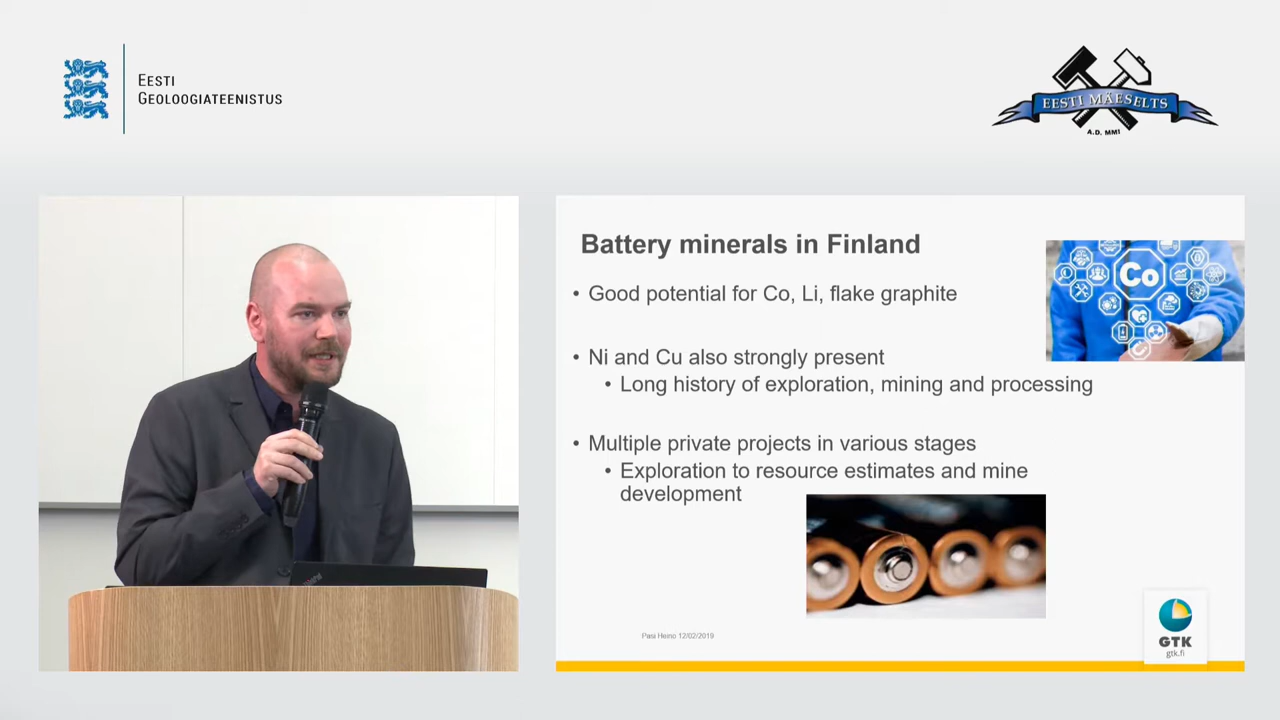 EESTI
GEOLOOGIATEENISTUS
EESTI MÄESELTS
A.D. MMI
Battery minerals in Finland
• Good potential for Co, Li, flake graphite
• Ni and Cu also strongly present
• Long history of exploration, mining and processing
• Multiple private projects in various stages
• Exploration to resource estimates and mine
development
Co
ThinkPad
Pasi Heino 12/02/2019
GTK
gtk.fi